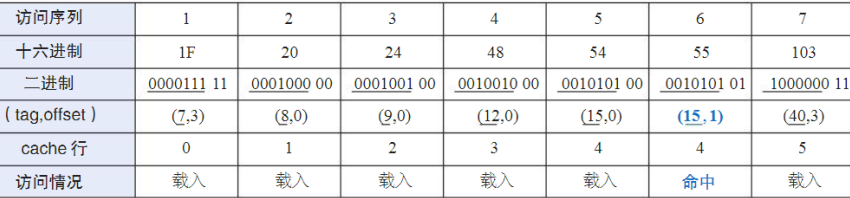 访问序列 1 2 3 4 5 6 7
十六进制 1F 20 24 48 54 55 103
二进制 0000111 11 0001000 00 0001001 00 0010010 00 0010101 00 0010101 01 1000000 11
(tag,offset) (7,3) (8,0) (9,0) (12,0) (15,0) (15,1) (40,3)
cache 行 0 1 2 3 4 4 5
访问情况 载入 载入 载入 载入 载入 命中 载入